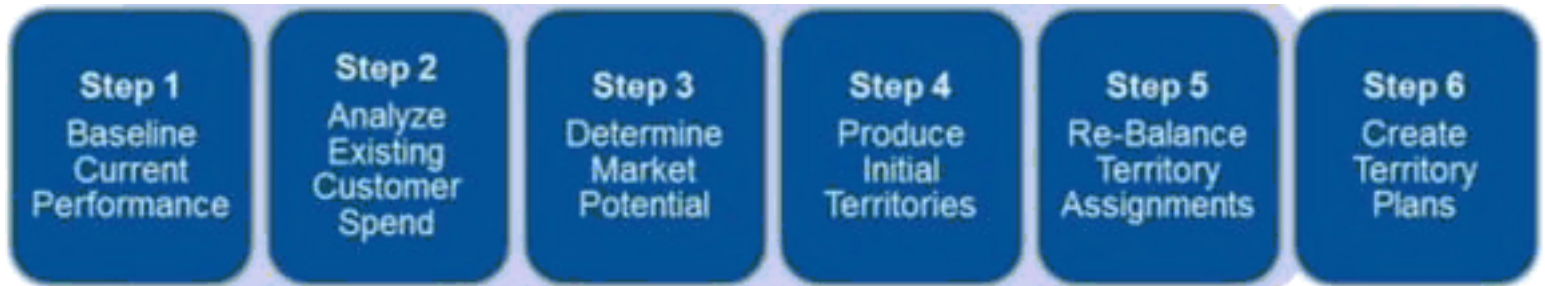 Step 1
Baseline
Current
Performance
Step 2
Analyze
Existing
Customer
Spend
Step 3
Determine
Market
Potential
Step 4
Produce
Initial
Territories
Step 5
Re-Balance
Territory
Assignments
Step 6
Create
Territory
Plans